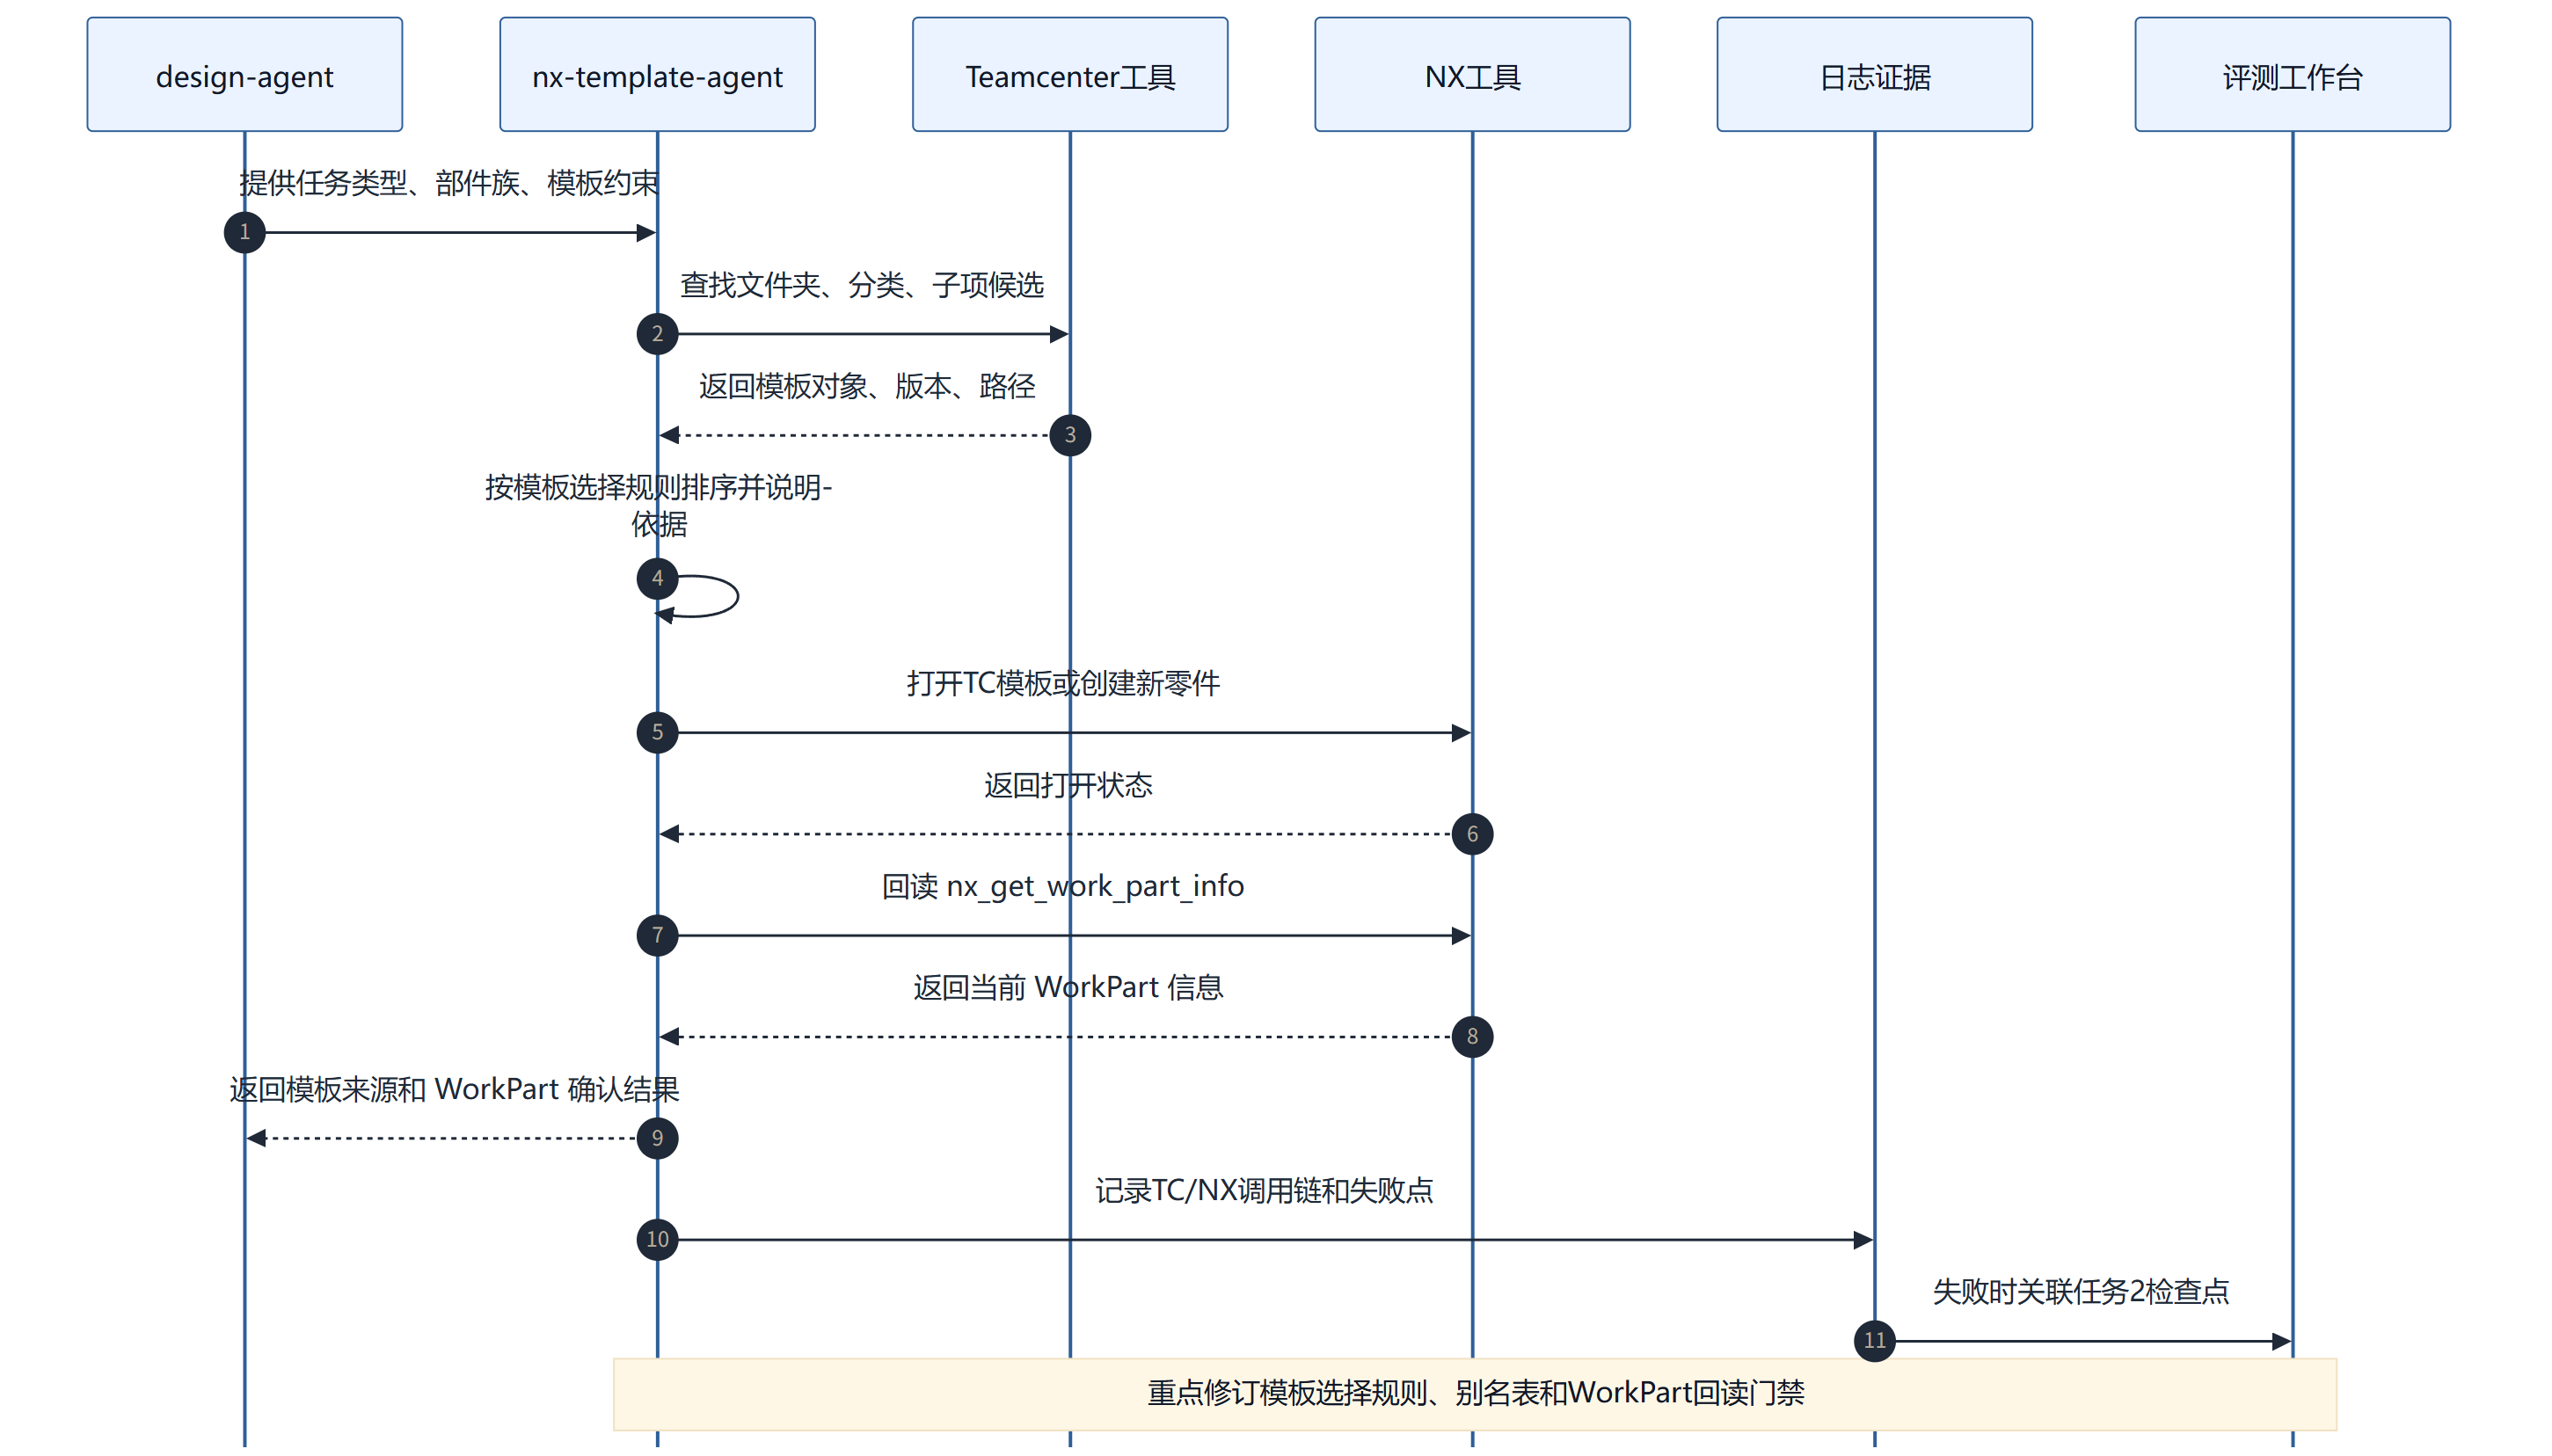 design-agent
nx-template-agent
Teamcenter工具
NX工具
日志证据
评测工作台
提供任务类型、部件族、模板约束
1
查找文件夹、分类、子项候选
2
返回模板对象、版本、路径
3
按模板选择规则排序并说明-
依据
4
打开TC模板或创建新零件
5
返回打开状态
6
回读 nx_get_work_part_info
7
返回当前 WorkPart 信息
8
返回模板来源和 WorkPart 确认结果
9
记录TC/NX调用链和失败点
10
失败时关联任务2检查点
11
重点修订模板选择规则、别名表和WorkPart回读门禁